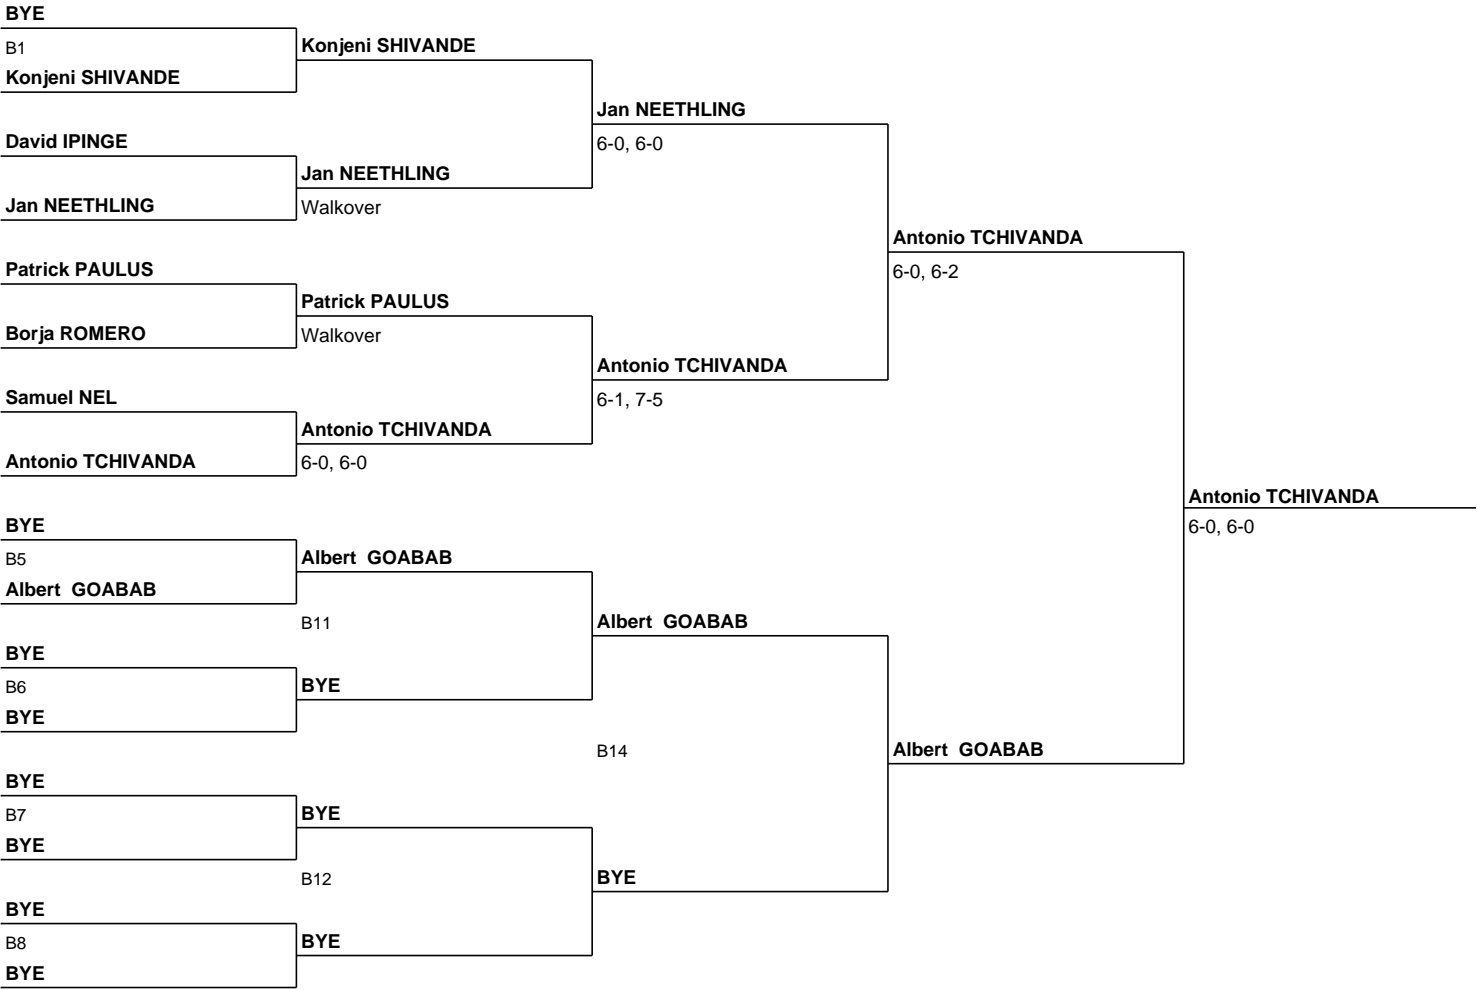 BYE
B1
Konjeni SHIVANDE
David IPINGE
Jan NEETHLING
Patrick PAULUS
Borja ROMERO
Samuel NEL
Antonio TCHIVANDA
BYE
B5
Albert  GOABAB
BYE
B6
BYE
BYE
B7
BYE
BYE
B8
BYE
Konjeni SHIVANDE
Jan NEETHLING
Walkover
Patrick PAULUS
Walkover
Antonio TCHIVANDA
6-0, 6-0
Albert  GOABAB
B11
BYE
BYE
B12
BYE
Jan NEETHLING
6-0, 6-0
Antonio TCHIVANDA
6-1, 7-5
Albert  GOABAB
B14
BYE
Antonio TCHIVANDA
6-0, 6-2
Albert  GOABAB
Antonio TCHIVANDA
6-0, 6-0